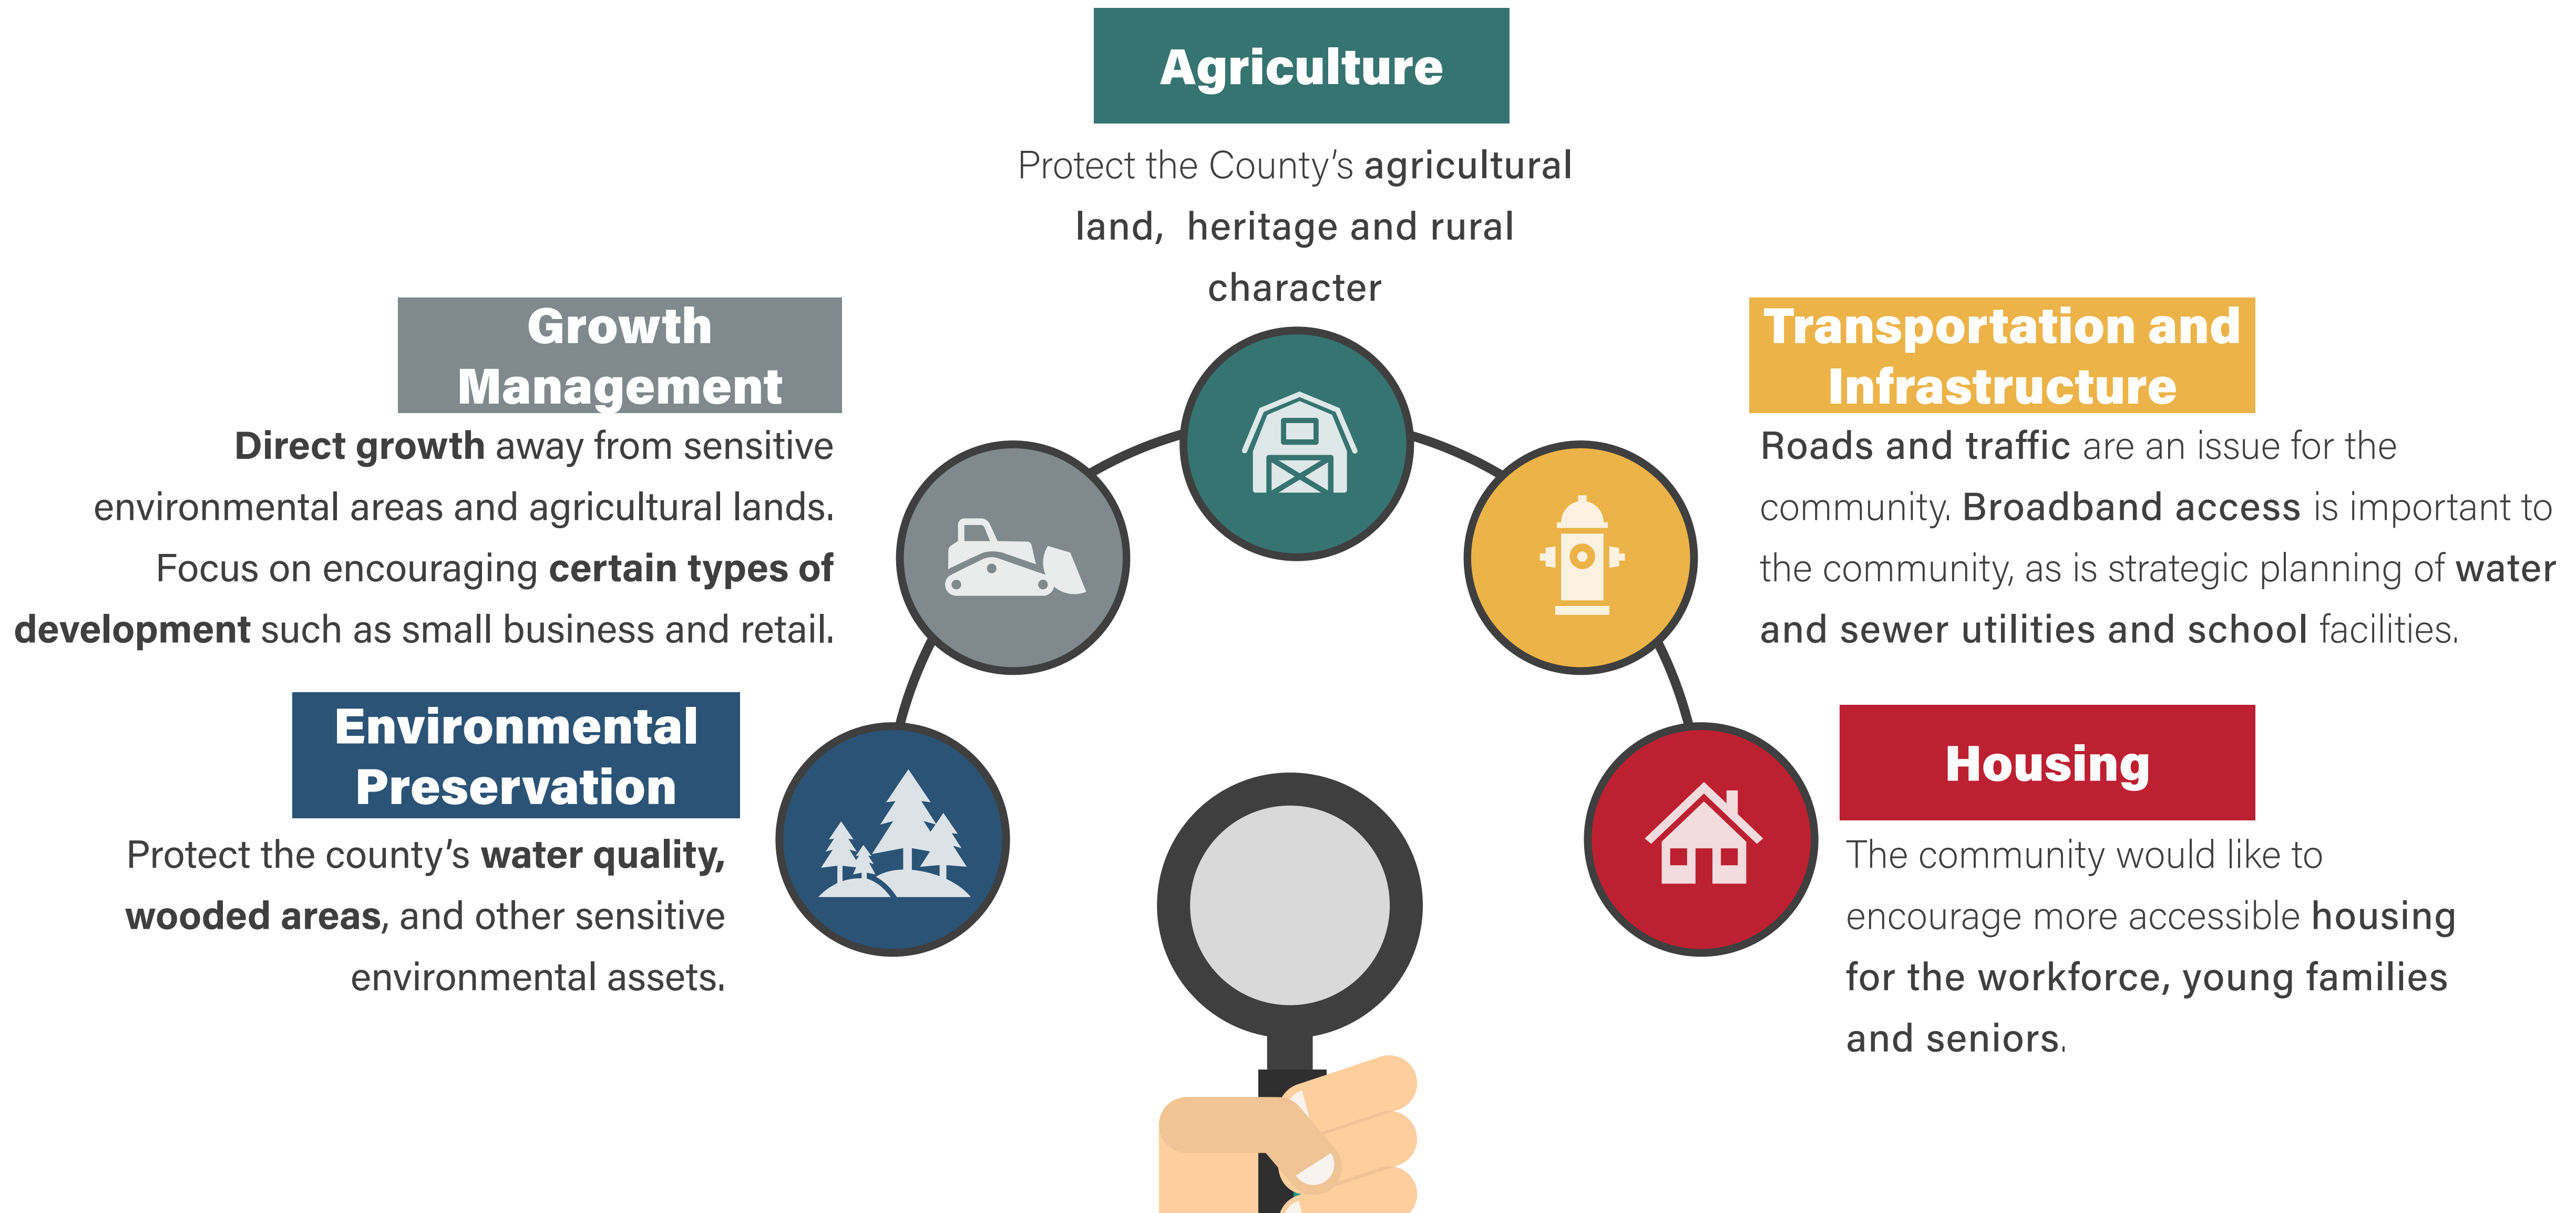 Agriculture
Protect the County’s agricultural
land, heritage and rural
character
Growth
Management
Direct growth away from sensitive
environmental areas and agricultural lands.
Focus on encouraging certain types of
development such as small business and retail.
Transportation and
Infrastructure
Roads and traffic are an issue for the
community. Broadband access is important to
the community, as is strategic planning of water
and sewer utilities and school facilities.
Environmental
Preservation
Protect the county’s water quality,
wooded areas, and other sensitive
environmental assets.
Housing
The community would like to
encourage more accessible housing
for the workforce, young families
and seniors.